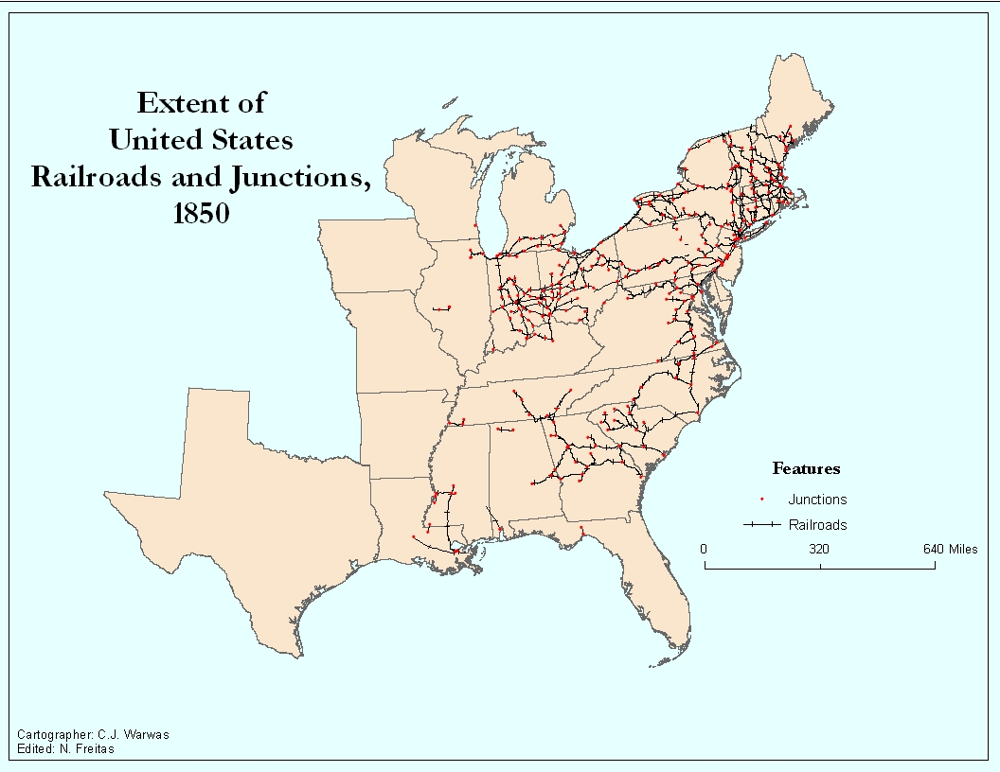 Extent of
United States
Railroads and Junctions,
1850
Features
Junctions
Railroads
0 320 640 Miles
Cartographer: C.J. Warwas
Edited: N. Freitas